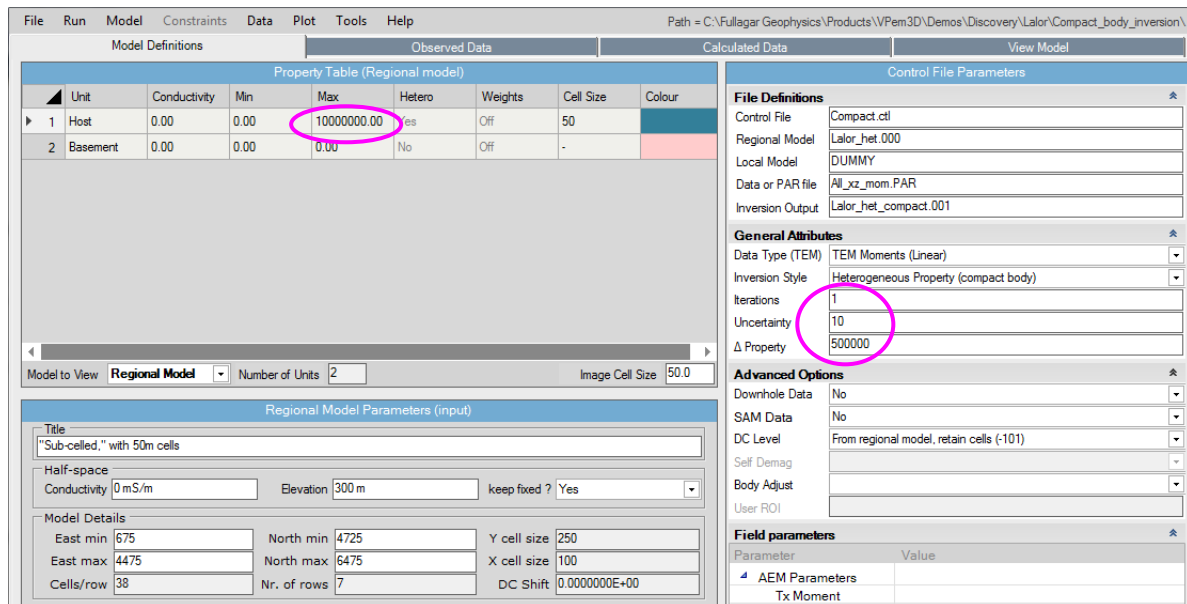 File Run Model Constraints Data Plot Tools Help Path = C:\Fullagar Geophysics\Products\VPem3D\Demos\Discovery\Lalor\Compact_body_inversion\
Model Definitions Observed Data Calculated Data View Model
Property Table (Regional model)
Unit Conductivity Min Max Hetero Weights Cell Size Colour
1 Host 0.00 0.00 10000000.00 Yes Off 50
2 Basement 0.00 0.00 0.00 No Off -
Model to View Regional Model Number of Units 2 Image Cell Size 50.0
Regional Model Parameters (input)
Title
"Sub-celled," with 50m cells
Half-space
Conductivity 0 mS/m Elevation 300 m keep fixed ? Yes
Model Details
East min 675 North min 4725 Y cell size 250
East max 4475 North max 6475 X cell size 100
Cells/row 38 Nr. of rows 7 DC Shift 0.0000000E+00
Control File Parameters
File Definitions
Control File Compact.ctl
Regional Model Lalor_het.000
Local Model DUMMY
Data or PAR file All_xz_mom.PAR
Inversion Output Lalor_het_compact.001
General Attributes
Data Type (TEM) TEM Moments (Linear)
Inversion Style Heterogeneous Property (compact body)
Iterations 1
Uncertainty 10
Δ Property 500000
Advanced Options
Downhole Data No
SAM Data No
DC Level From regional model, retain cells (-101)
Self Demag
Body Adjust
User ROI
Field parameters
Parameter Value
AEM Parameters
Tx Moment